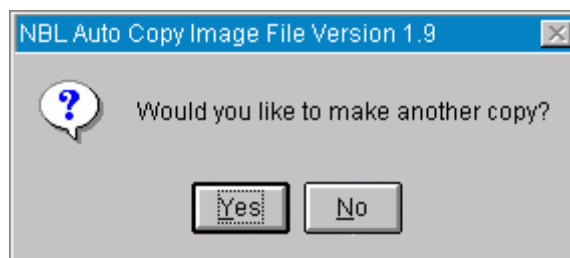 NBL Auto Copy Image File Version 1.9
Would you like to make another copy?
Yes No